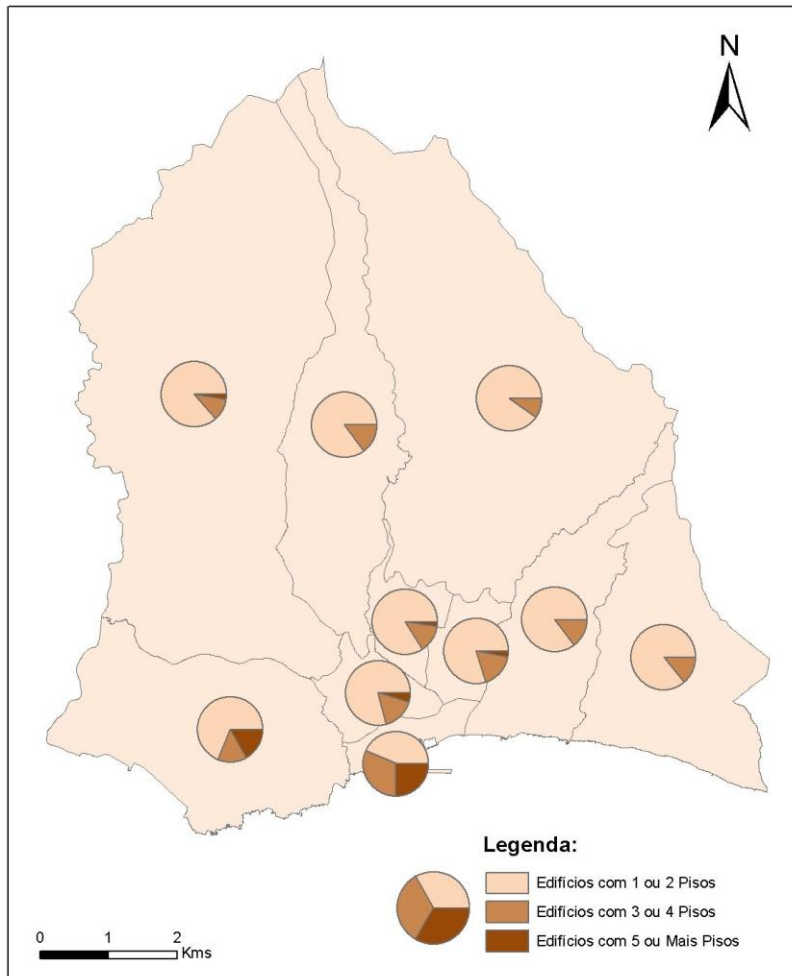 N
Legenda:
Edifícios com 1 ou 2 Pisos
Edifícios com 3 ou 4 Pisos
Edifícios com 5 ou Mais Pisos
0 1 2
Kms